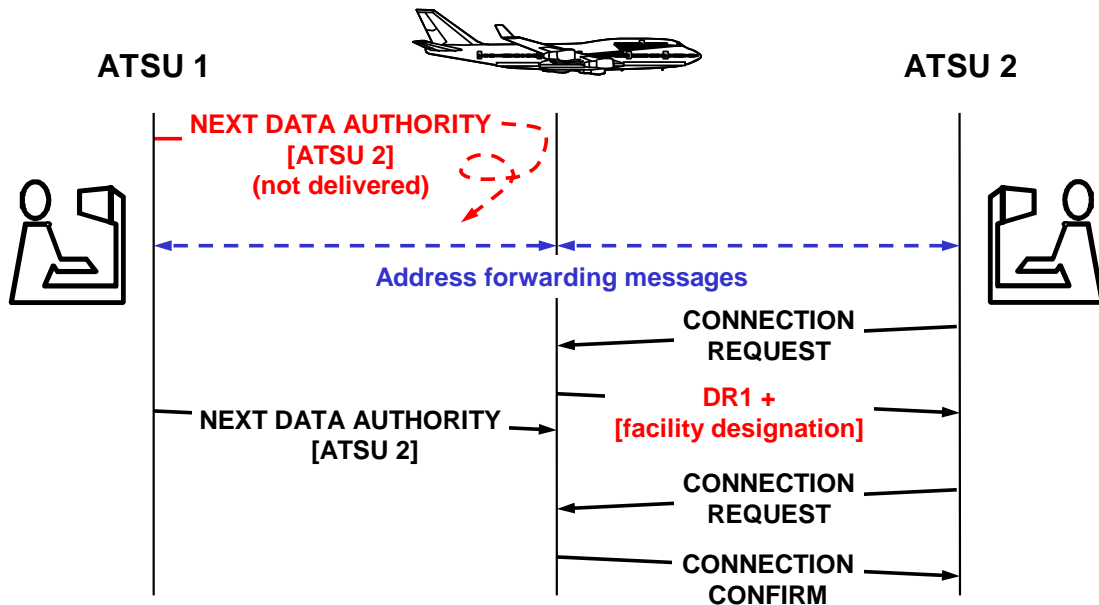 ATSU 1
ATSU 2
NEXT DATA AUTHORITY
[ATSU 2]
(not delivered)
Address forwarding messages
CONNECTION
REQUEST
DR1 +
[facility designation]
NEXT DATA AUTHORITY
[ATSU 2]
CONNECTION
REQUEST
CONNECTION
CONFIRM